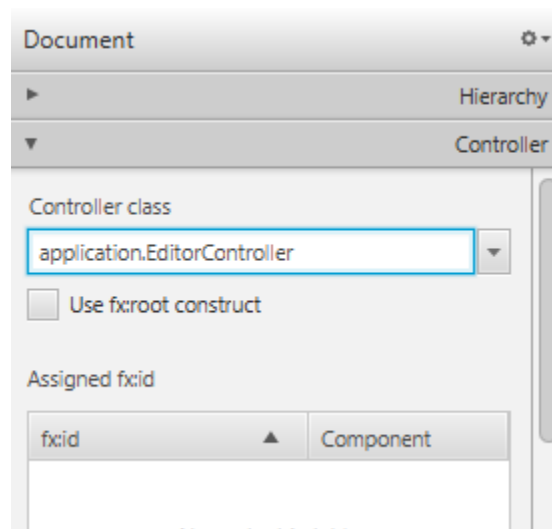 Document
Hierarchy
Controller
Controller class
application.EditorController
Use fx:root construct
Assigned fx:id
fx:id Component